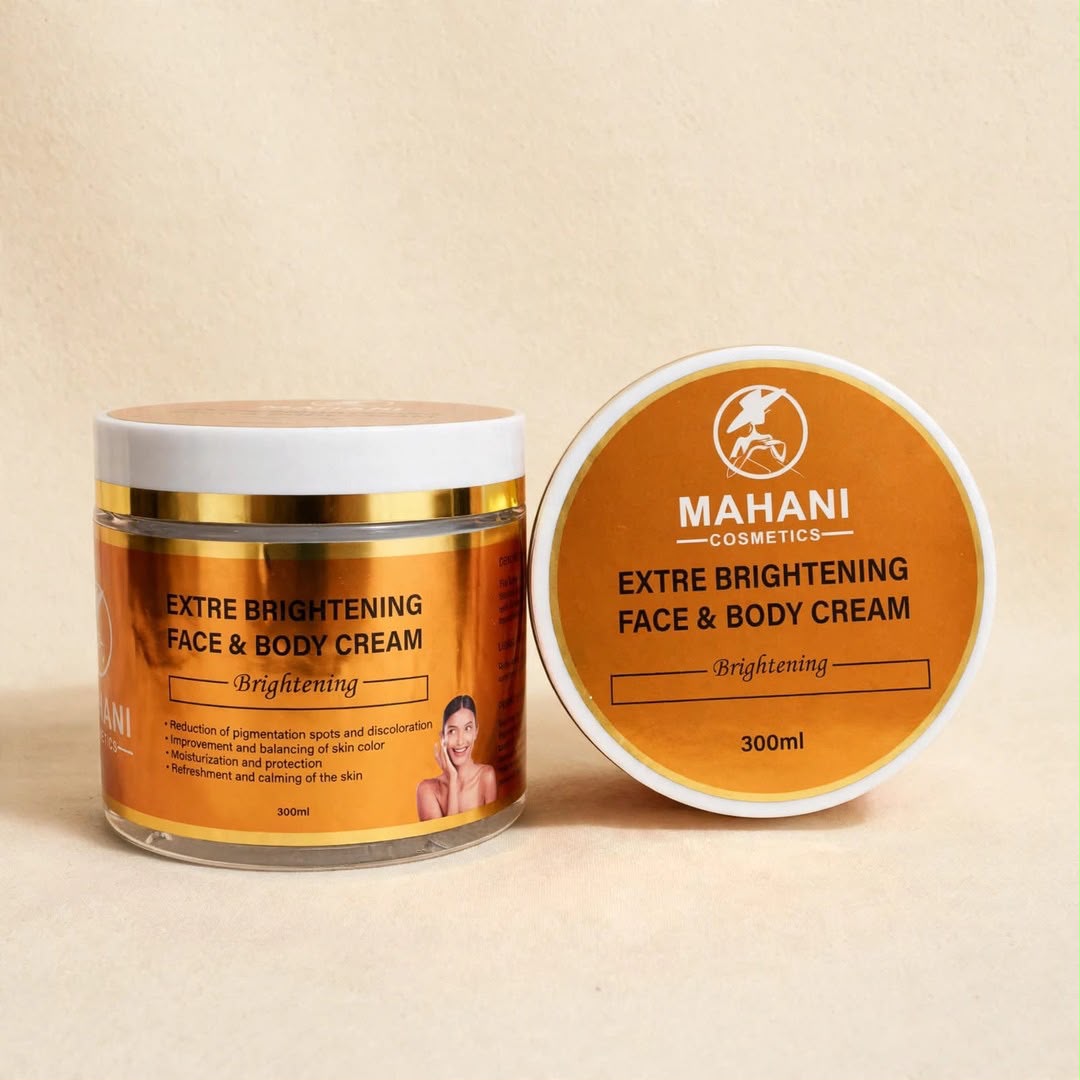 MAHANI
EXTRE BRIGHTENING
FACE & BODY CREAM
Brightening
• Reduction of pigmentation spots and discoloration
• Improvement and balancing of skin color
• Moisturization and protection
• Refreshment and calming of the skin
300ml
MAHANI
COSMETICS
EXTRE BRIGHTENING
FACE & BODY CREAM
Brightening
300ml